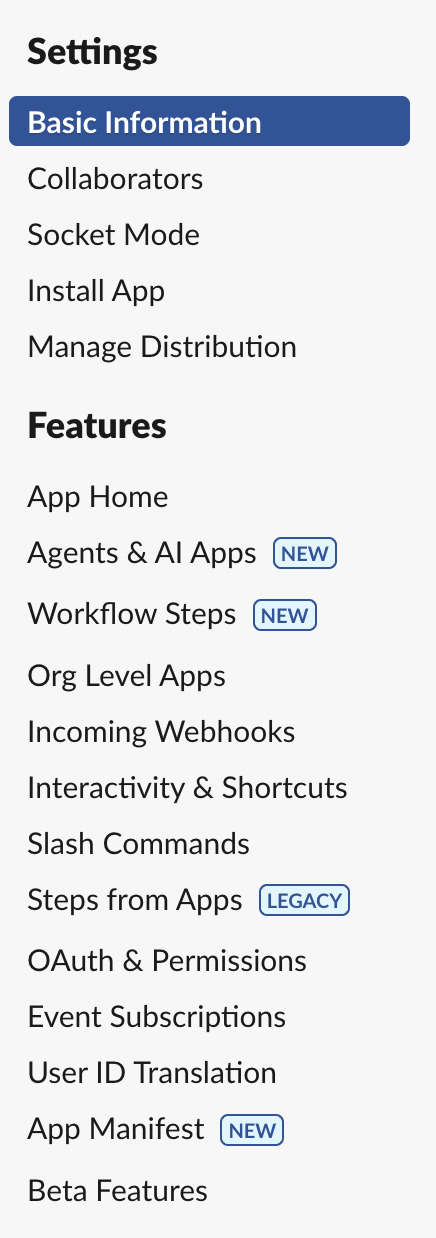 Settings
Basic Information
Collaborators
Socket Mode
Install App
Manage Distribution
Features
App Home
Agents & AI Apps NEW
Workflow Steps NEW
Org Level Apps
Incoming Webhooks
Interactivity & Shortcuts
Slash Commands
Steps from Apps LEGACY
OAuth & Permissions
Event Subscriptions
User ID Translation
App Manifest NEW
Beta Features